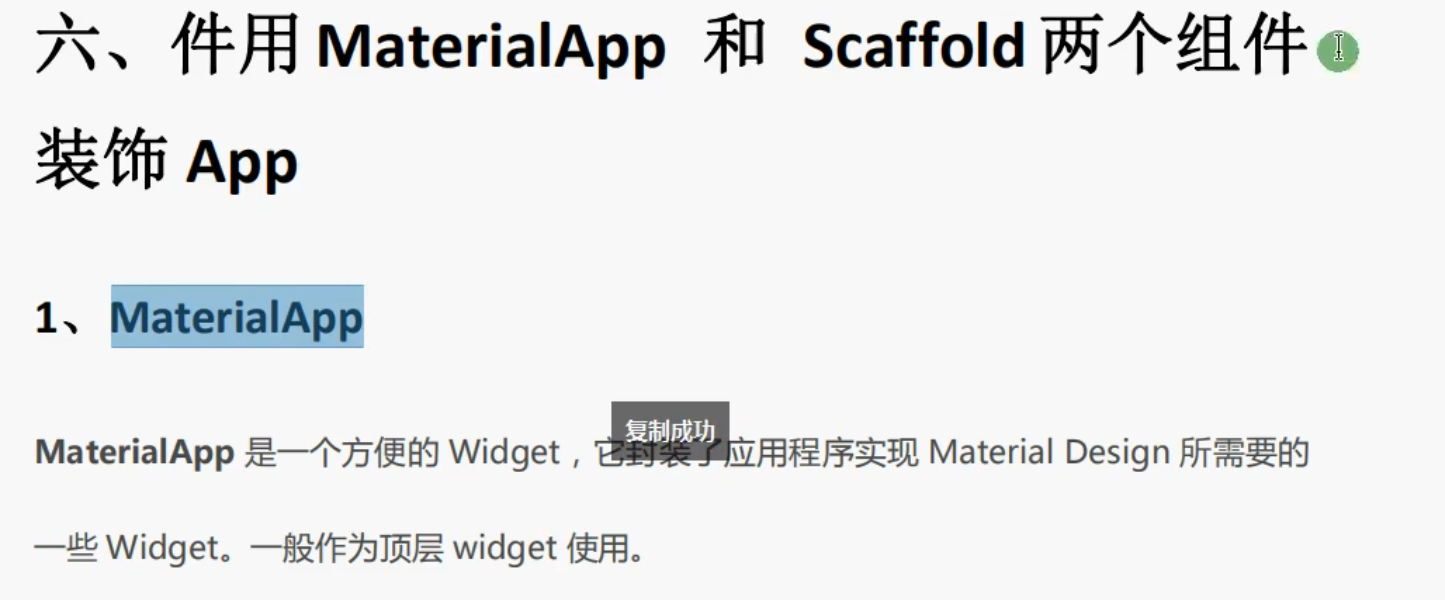 六、件用 MaterialApp 和 Scaffold 两个组件
装饰 App
1、MaterialApp
复制成功
MaterialApp 是一个方便的 Widget，它封装了应用程序实现 Material Design 所需要的
一些 Widget。一般作为顶层 widget 使用。